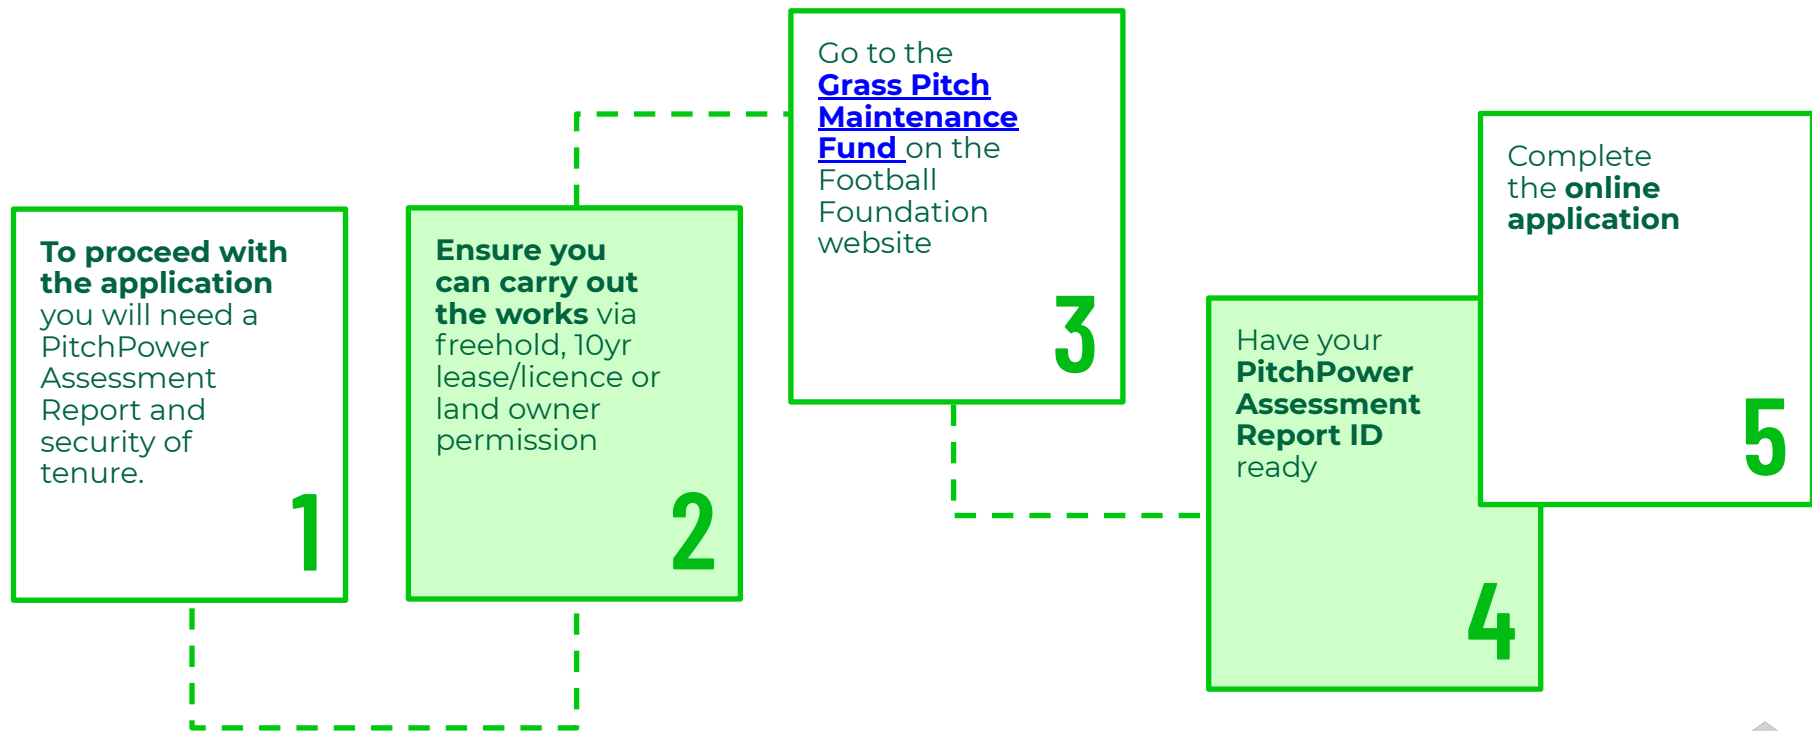 To proceed with
the application
you will need a
PitchPower
Assessment
Report and
security of
tenure.
1
Ensure you
can carry out
the works via
freehold, 10yr
lease/licence or
land owner
permission
2
Go to the
Grass Pitch
Maintenance
Fund on the
Football
Foundation
website
3
Have your
PitchPower
Assessment
Report ID
ready
4
Complete
the online
application
5